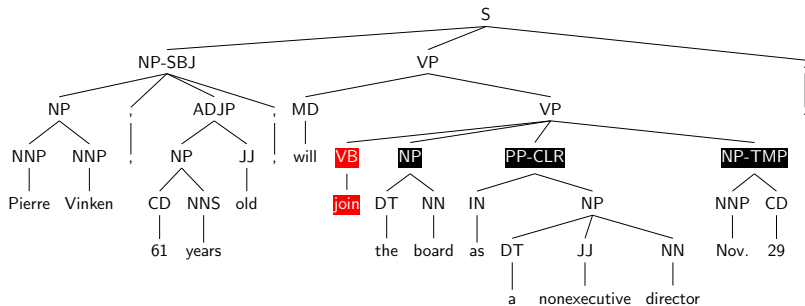 S
NP-SBJ VP .
NP , ADJP , MD VP .
NNP NNP , NP JJ , will VB NP PP-CLR NP-TMP
Pierre Vinken CD NNS old join DT NN IN NP NNP CD
61 years the board as DT JJ NN Nov. 29
a nonexecutive director